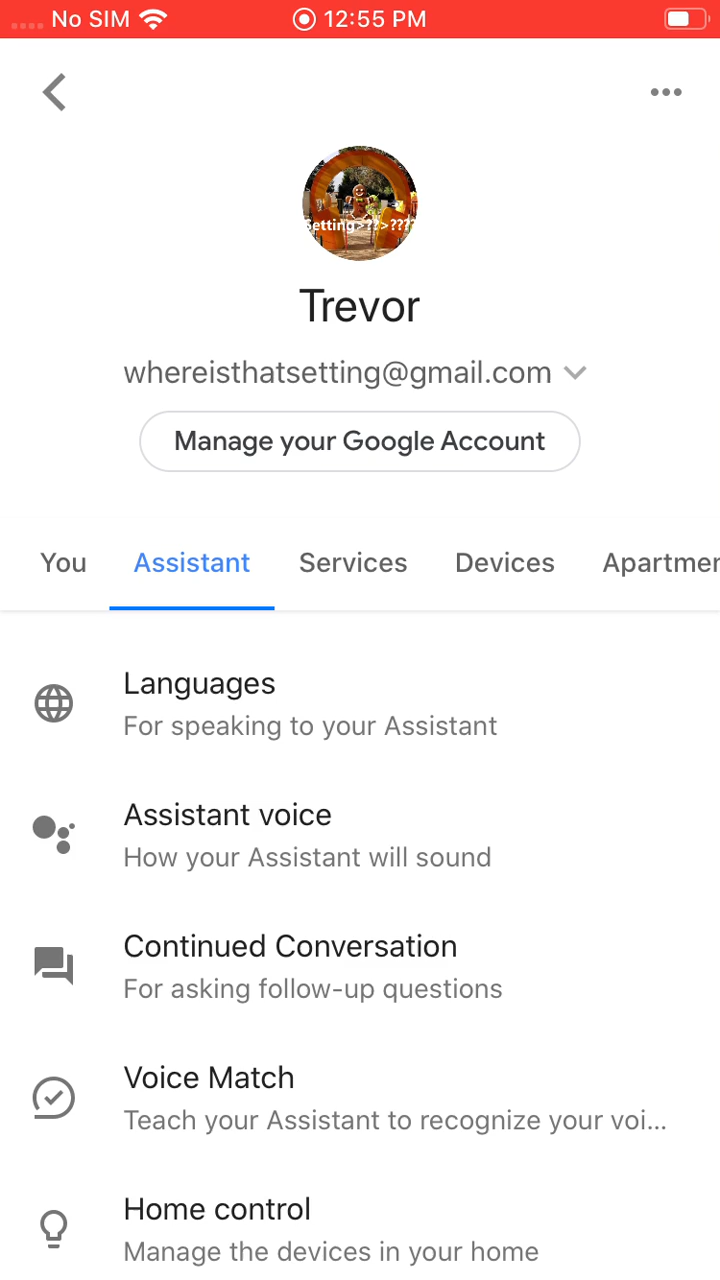 No SIM 12:55 PM
Setting>??>????
Trevor
whereisthatsetting@gmail.com
Manage your Google Account
You Assistant Services Devices Apartmen
Languages
For speaking to your Assistant
Assistant voice
How your Assistant will sound
Continued Conversation
For asking follow-up questions
Voice Match
Teach your Assistant to recognize your voi...
Home control
Manage the devices in your home